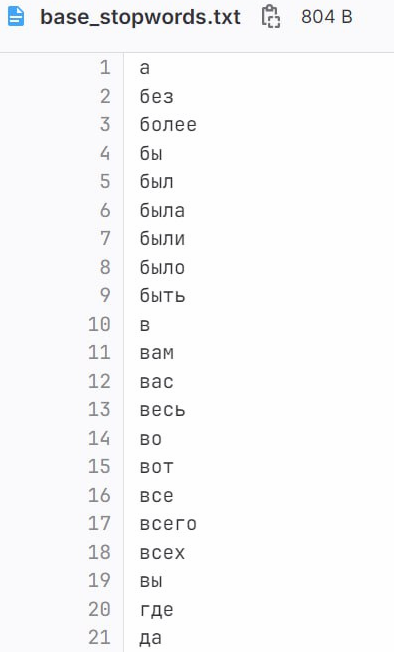 base_stopwords.txt 804 B
1 а
2 без
3 более
4 бы
5 был
6 была
7 были
8 было
9 быть
10 в
11 вам
12 вас
13 весь
14 во
15 вот
16 все
17 всего
18 всех
19 вы
20 где
21 да